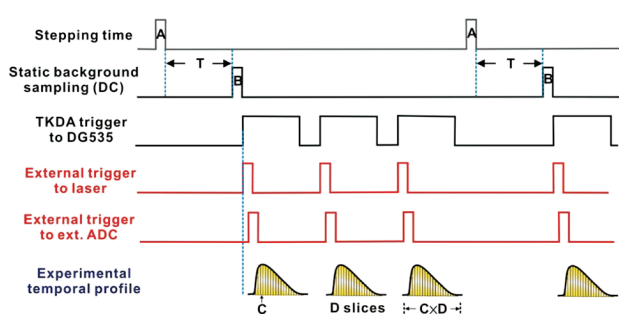 Stepping time
A
A
T
T
Static background
sampling (DC)
B
B
TKDA trigger
to DG535
External trigger
to laser
External trigger
to ext. ADC
Experimental
temporal profile
C
D slices
C×D